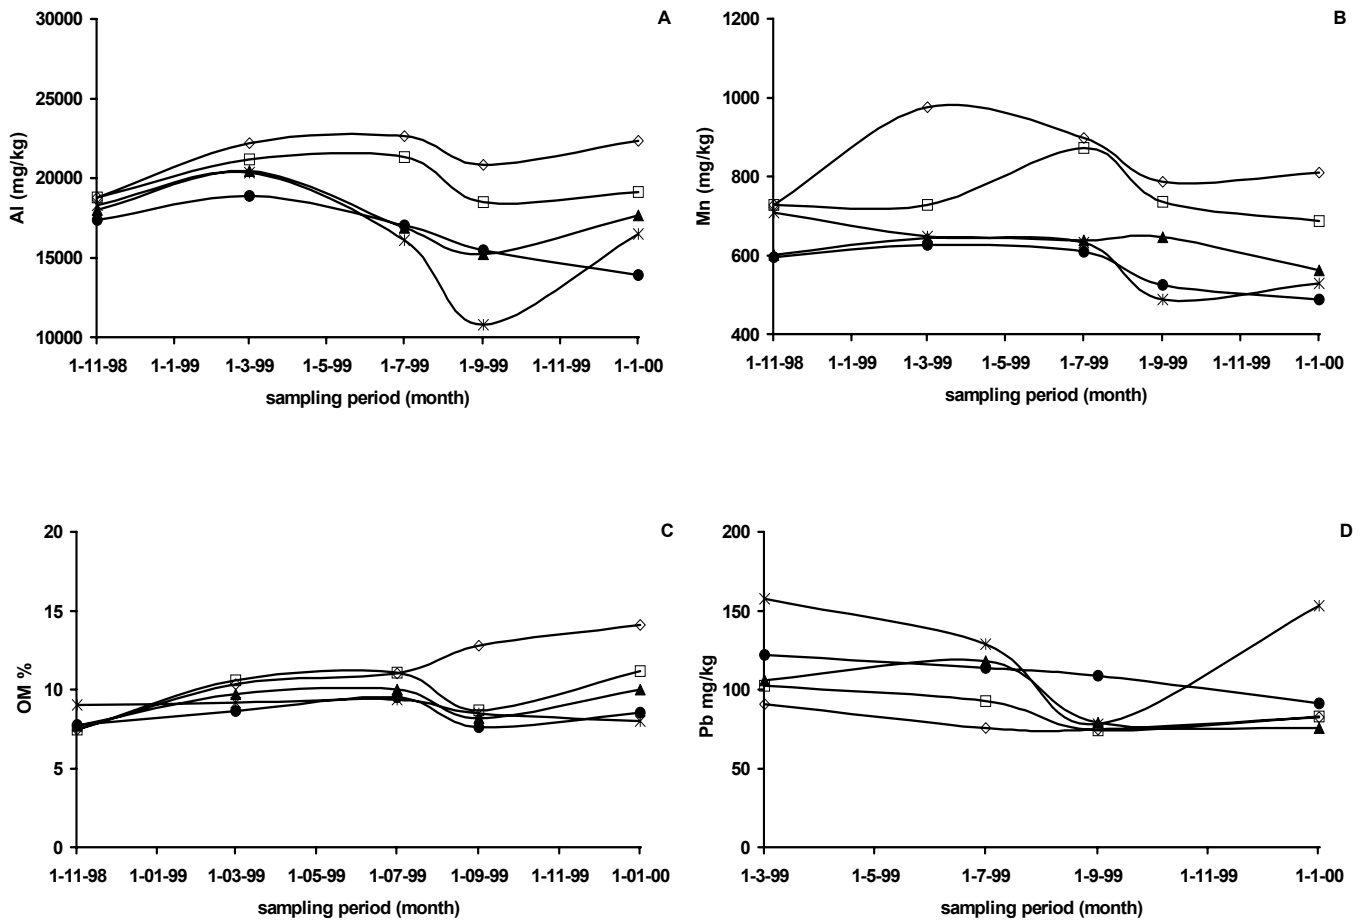 A
Al (mg/kg)
30000
25000
20000
15000
10000
1-11-98 1-1-99 1-3-99 1-5-99 1-7-99 1-9-99 1-11-99 1-1-00
sampling period (month)
B
Mn (mg/kg)
1200
1000
800
600
400
1-11-98 1-1-99 1-3-99 1-5-99 1-7-99 1-9-99 1-11-99 1-1-00
sampling period (month)
C
OM %
20
15
10
5
0
1-11-98 1-01-99 1-03-99 1-05-99 1-07-99 1-09-99 1-11-99 1-01-00
sampling period (month)
D
Pb mg/kg
200
150
100
50
0
1-3-99 1-5-99 1-7-99 1-9-99 1-11-99 1-1-00
sampling period (month)